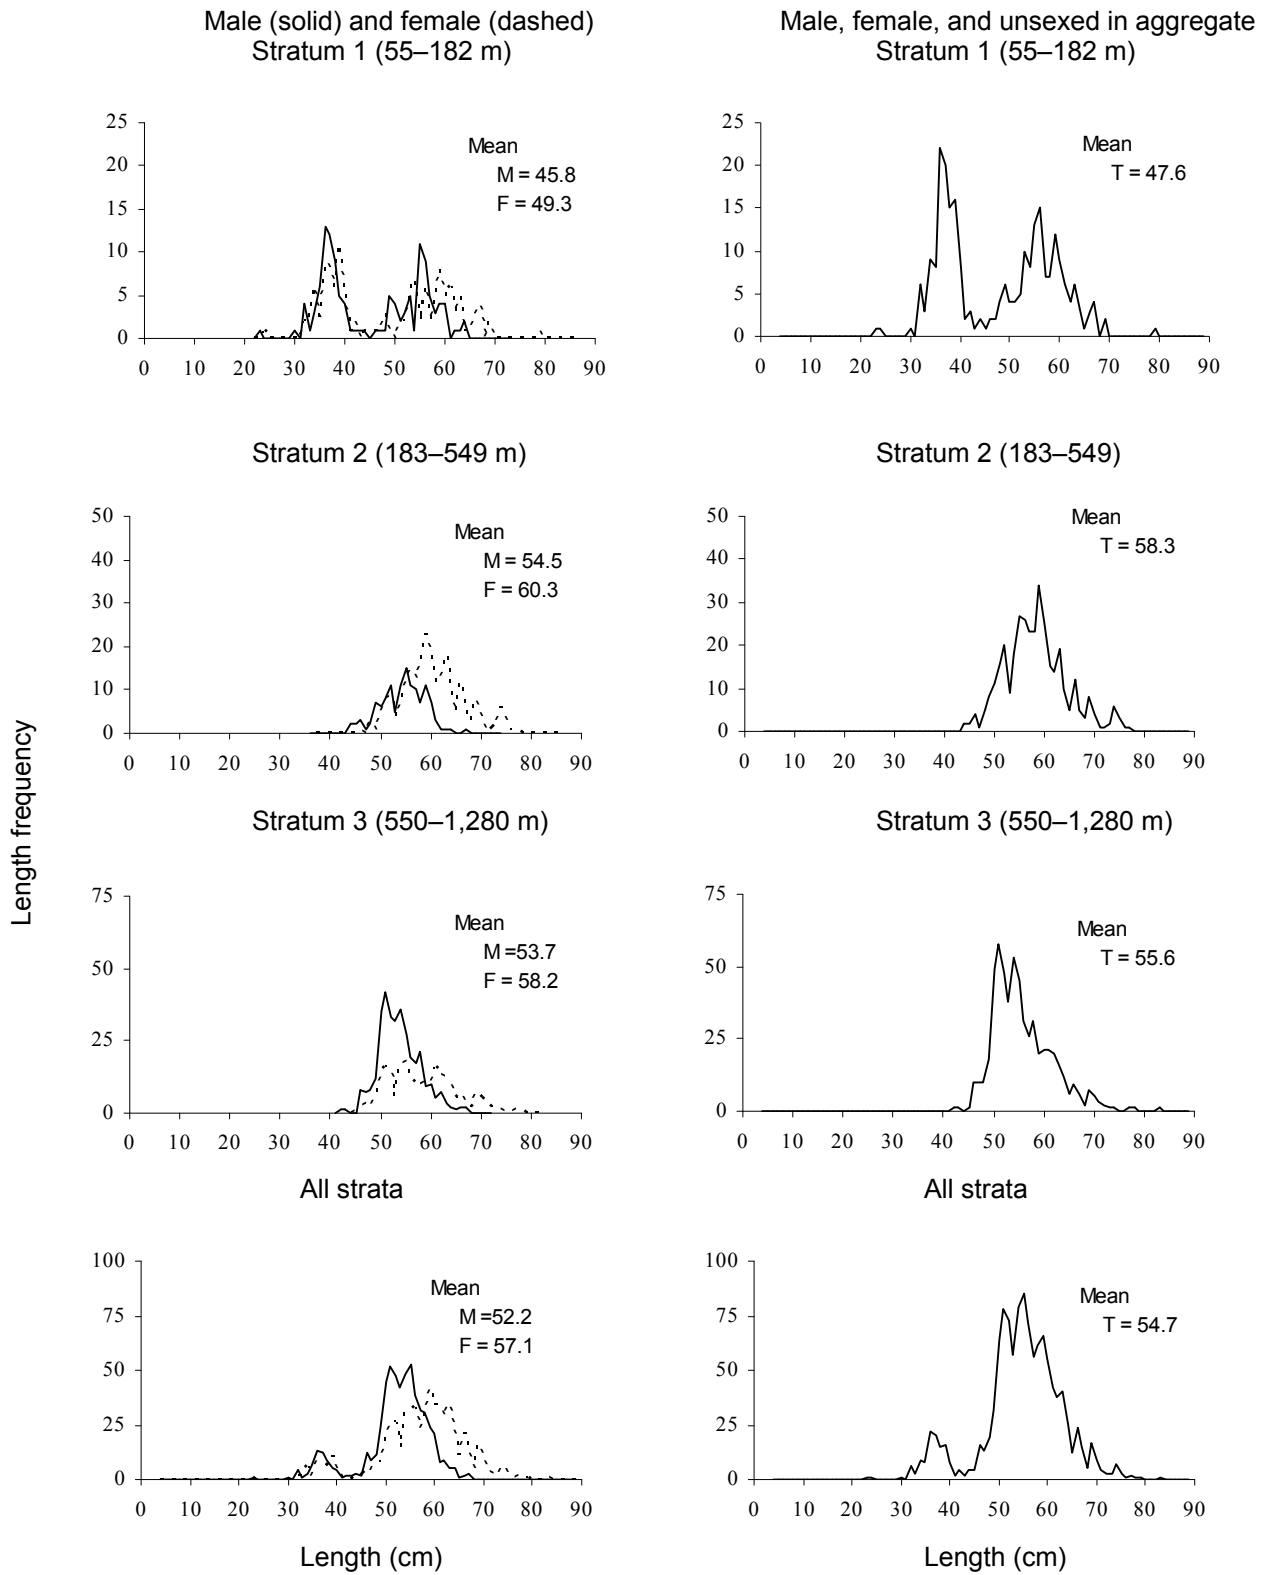 Male (solid) and female (dashed)
Stratum 1 (55–182 m)
Male, female, and unsexed in aggregate
Stratum 1 (55–182 m)
25
20
15
10
5
0
0 10 20 30 40 50 60 70 80 90
Mean
M = 45.8
F = 49.3
25
20
15
10
5
0
0 10 20 30 40 50 60 70 80 90
Mean
T = 47.6
Stratum 2 (183–549 m)
Stratum 2 (183–549)
50
40
30
20
10
0
0 10 20 30 40 50 60 70 80 90
Mean
M = 54.5
F = 60.3
50
40
30
20
10
0
0 10 20 30 40 50 60 70 80 90
Mean
T = 58.3
Length frequency
Stratum 3 (550–1,280 m)
Stratum 3 (550–1,280 m)
75
50
25
0
0 10 20 30 40 50 60 70 80 90
Mean
M =53.7
F = 58.2
75
50
25
0
0 10 20 30 40 50 60 70 80 90
Mean
T = 55.6
All strata
All strata
100
75
50
25
0
0 10 20 30 40 50 60 70 80 90
Mean
M =52.2
F = 57.1
100
75
50
25
0
0 10 20 30 40 50 60 70 80 90
Mean
T = 54.7
Length (cm)
Length (cm)